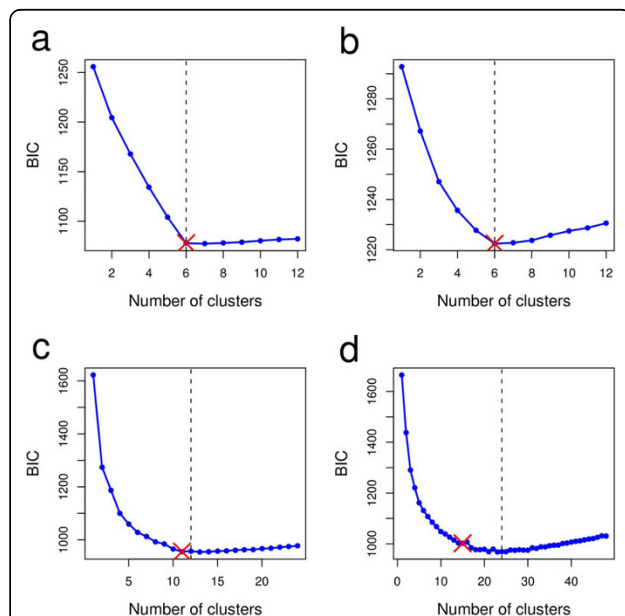 a
b
BIC
1250
1200
1150
1100
2 4 6 8 10 12
Number of clusters
BIC
1280
1260
1240
1220
2 4 6 8 10 12
Number of clusters
c
d
BIC
1600
1400
1200
1000
5 10 15 20
Number of clusters
BIC
1600
1400
1200
1000
0 10 20 30 40
Number of clusters